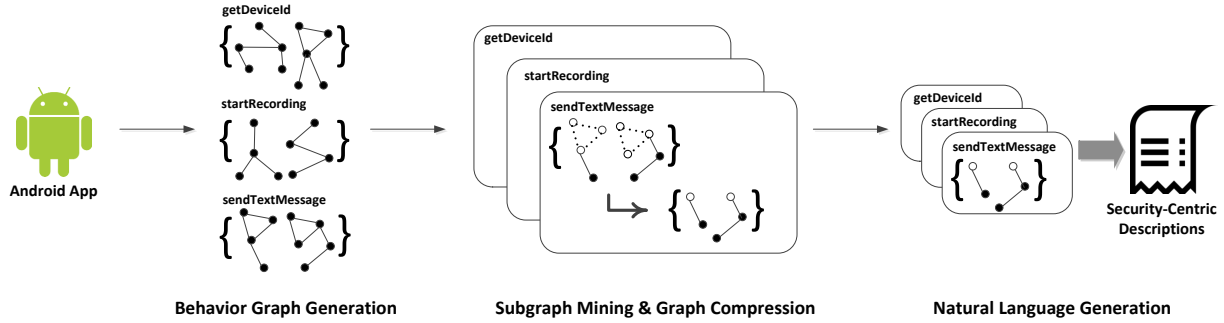 Android App
getDeviceId
startRecording
sendTextMessage
Behavior Graph Generation
getDeviceId
startRecording
sendTextMessage
Subgraph Mining & Graph Compression
getDeviceId
startRecording
sendTextMessage
Natural Language Generation
Security-Centric
Descriptions